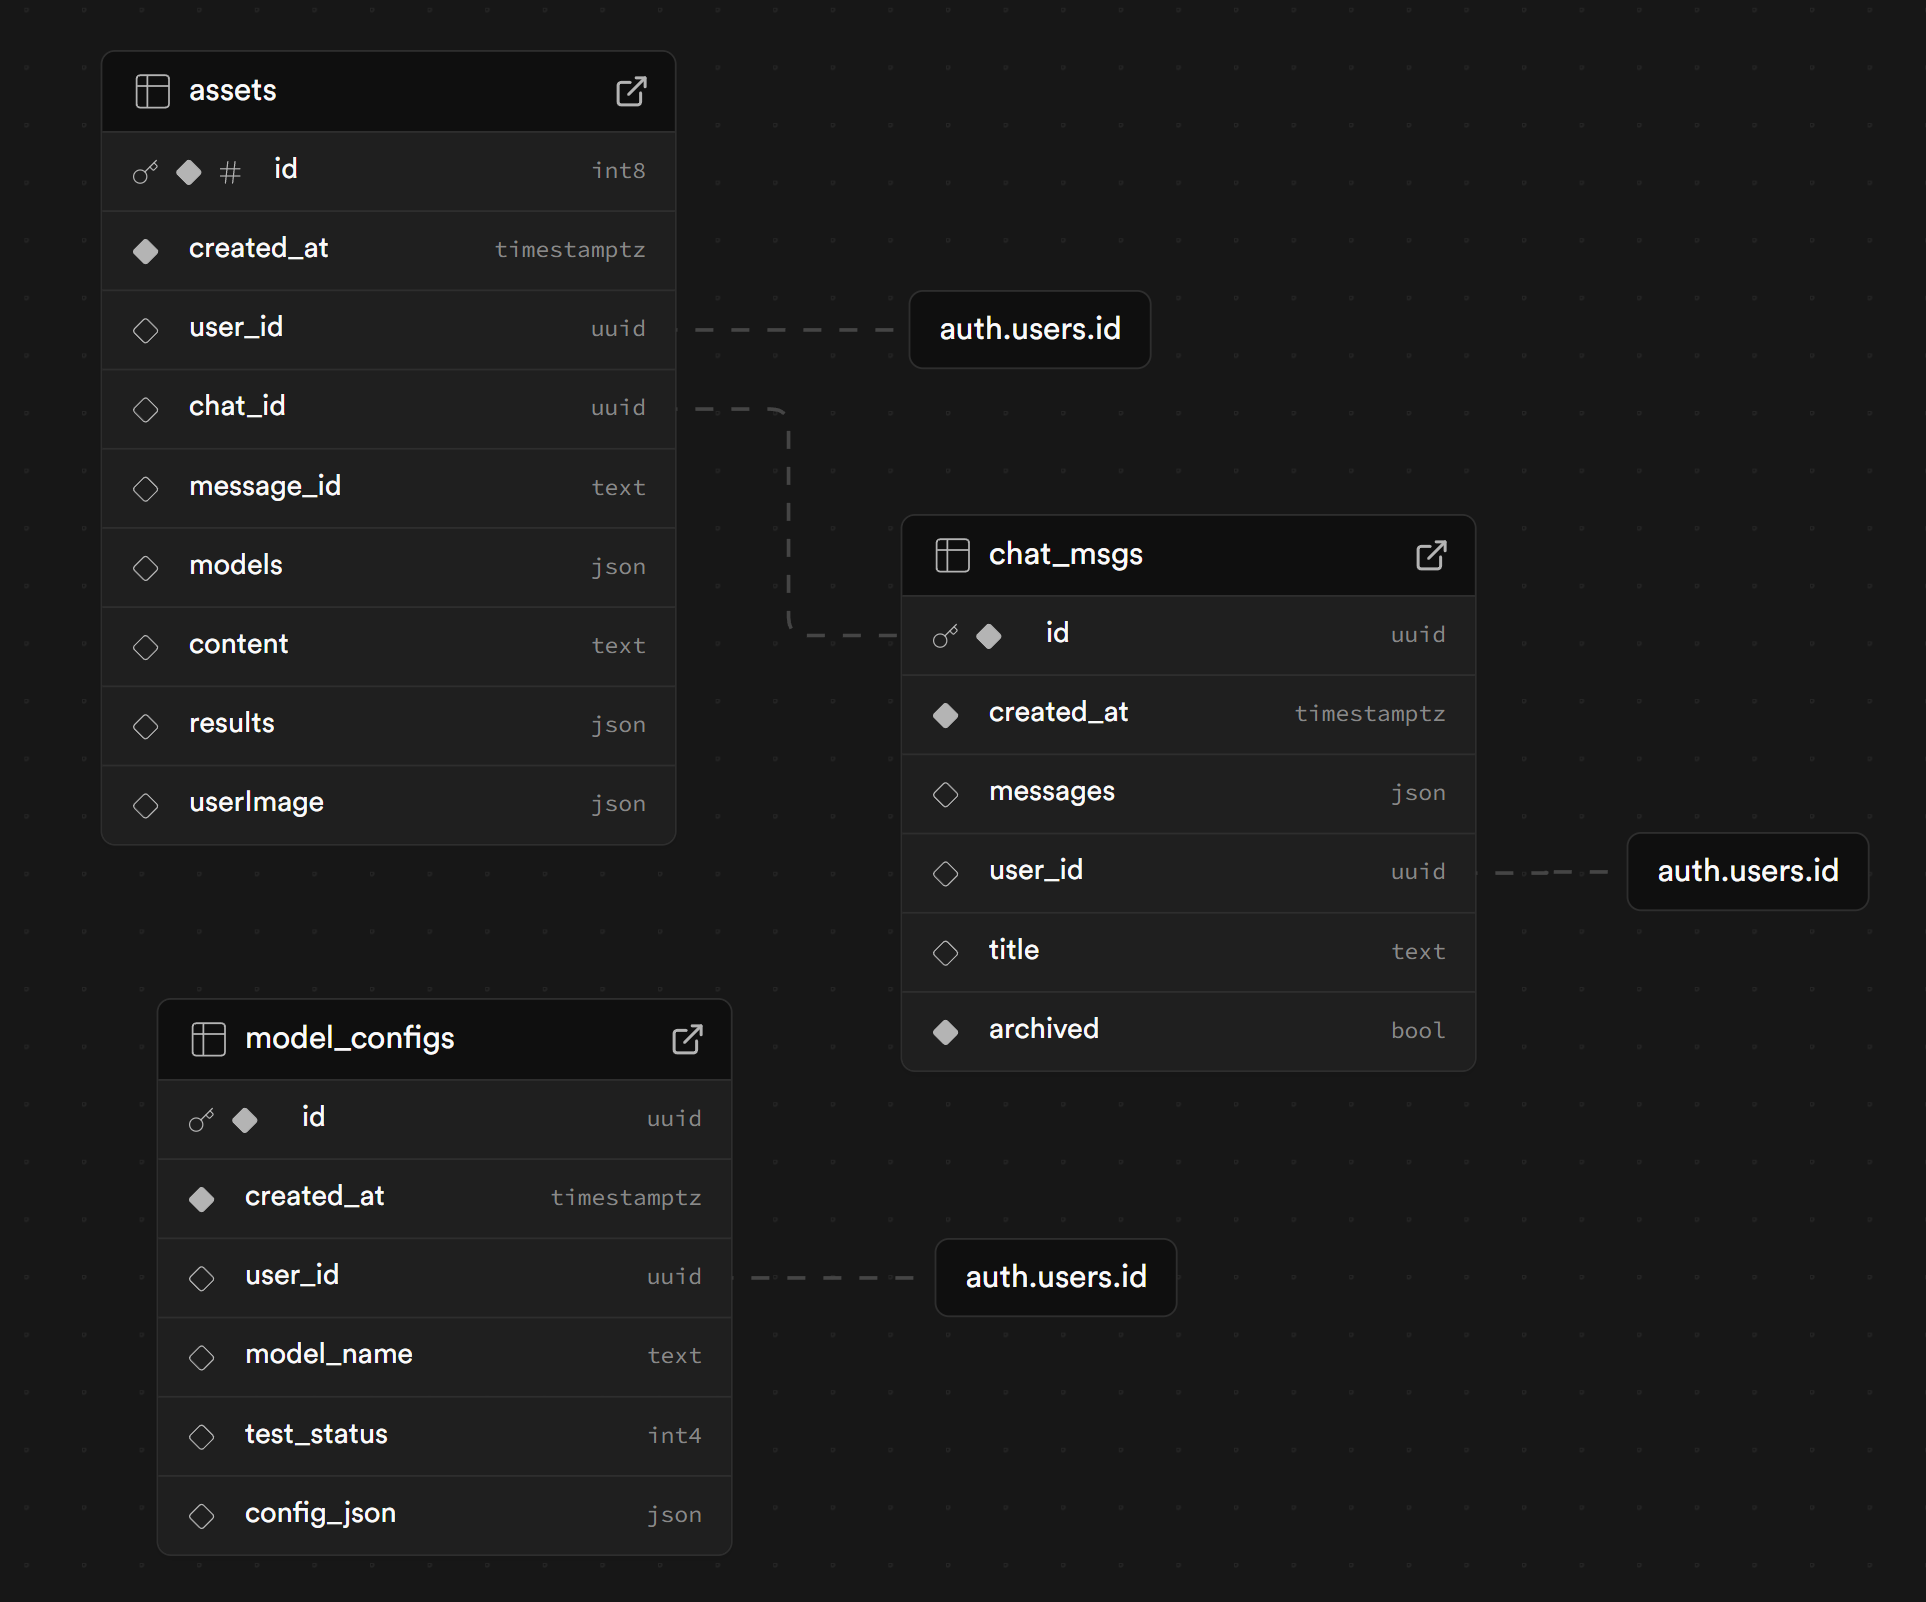 assets
# id int8
created_at timestamptz
user_id uuid
chat_id uuid
message_id text
models json
content text
results json
userImage json
auth.users.id
chat_msgs
id uuid
created_at timestamptz
messages json
user_id uuid
title text
archived bool
auth.users.id
model_configs
id uuid
created_at timestamptz
user_id uuid
model_name text
test_status int4
config_json json
auth.users.id